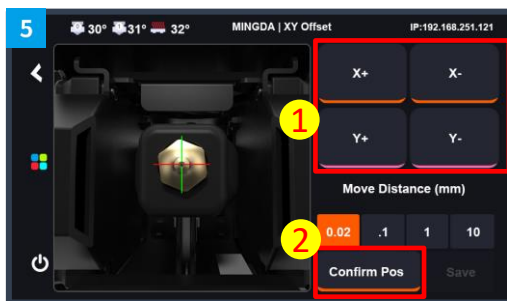 5
30° 31° 32° MINGDA | XY Offset IP:192.168.251.121
X+ X-
1
Y+ Y-
Move Distance (mm)
2 0.02 .1 1 10
Confirm Pos Save